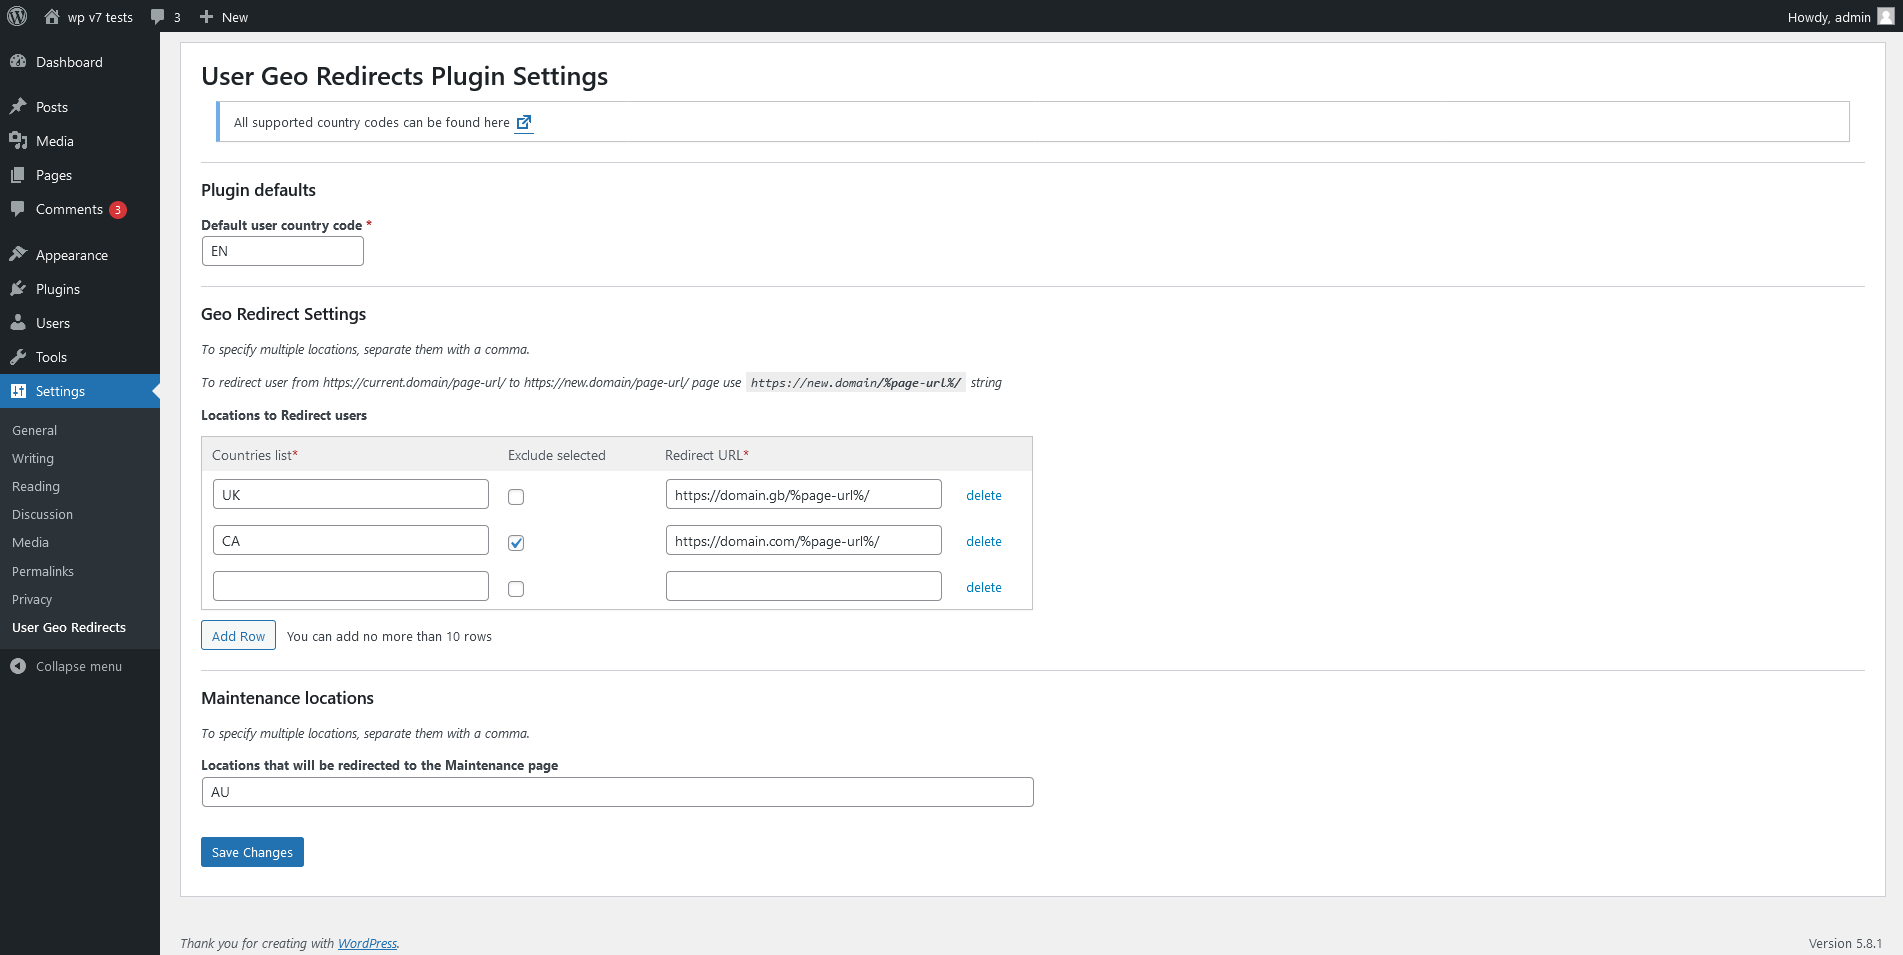 wp v7 tests 3 New Howdy, admin
Dashboard
Posts
Media
Pages
Comments 3
Appearance
Plugins
Users
Tools
Settings
General
Writing
Reading
Discussion
Media
Permalinks
Privacy
User Geo Redirects
Collapse menu
User Geo Redirects Plugin Settings
All supported country codes can be found here
Plugin defaults
Default user country code *
EN
Geo Redirect Settings
To specify multiple locations, separate them with a comma.
To redirect user from https://current.domain/page-url/ to https://new.domain/page-url/ page use https://new.domain/%page-url%/ string
Locations to Redirect users
Countries list* Exclude selected Redirect URL*
UK https://domain.gb/%page-url%/ delete
CA https://domain.com/%page-url%/ delete
delete
Add Row You can add no more than 10 rows
Maintenance locations
To specify multiple locations, separate them with a comma.
Locations that will be redirected to the Maintenance page
AU
Save Changes
Thank you for creating with WordPress. Version 5.8.1